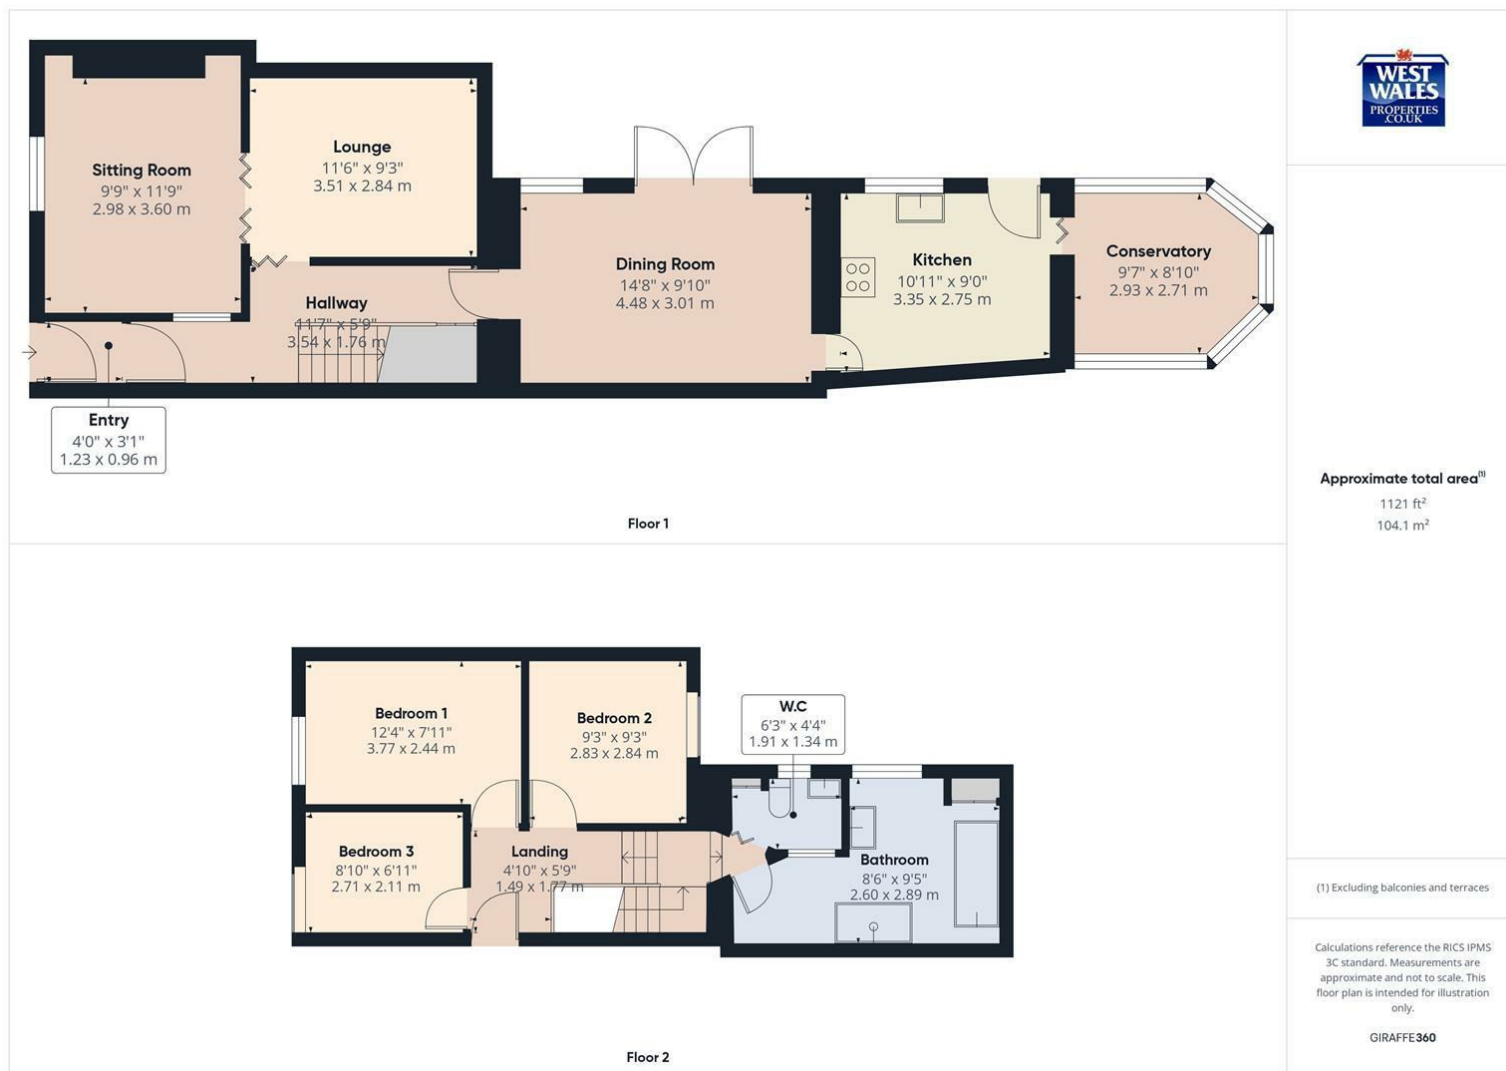 Sitting Room
9'9" x 11'9"
2.98 x 3.60 m
Lounge
11'6" x 9'3"
3.51 x 2.84 m
Hallway
11'7" x 5'9"
3.54 x 1.76 m
Dining Room
14'8" x 9'10"
4.48 x 3.01 m
Kitchen
10'11" x 9'0"
3.35 x 2.75 m
Conservatory
9'7" x 8'10"
2.93 x 2.71 m
Entry
4'0" x 3'1"
1.23 x 0.96 m
Floor 1
Bedroom 1
12'4" x 7'11"
3.77 x 2.44 m
Bedroom 2
9'3" x 9'3"
2.83 x 2.84 m
W.C
6'3" x 4'4"
1.91 x 1.34 m
Bedroom 3
8'10" x 6'11"
2.71 x 2.11 m
Landing
4'10" x 5'9"
1.49 x 1.77 m
Bathroom
8'6" x 9'5"
2.60 x 2.89 m
Floor 2
WEST
WALES
PROPERTIES
.CO.UK
Approximate total area(1)
1121 ft²
104.1 m²
(1) Excluding balconies and terraces
Calculations reference the RICS IPMS
3C standard. Measurements are
approximate and not to scale. This
floor plan is intended for illustration
only.
GIRAFFE360